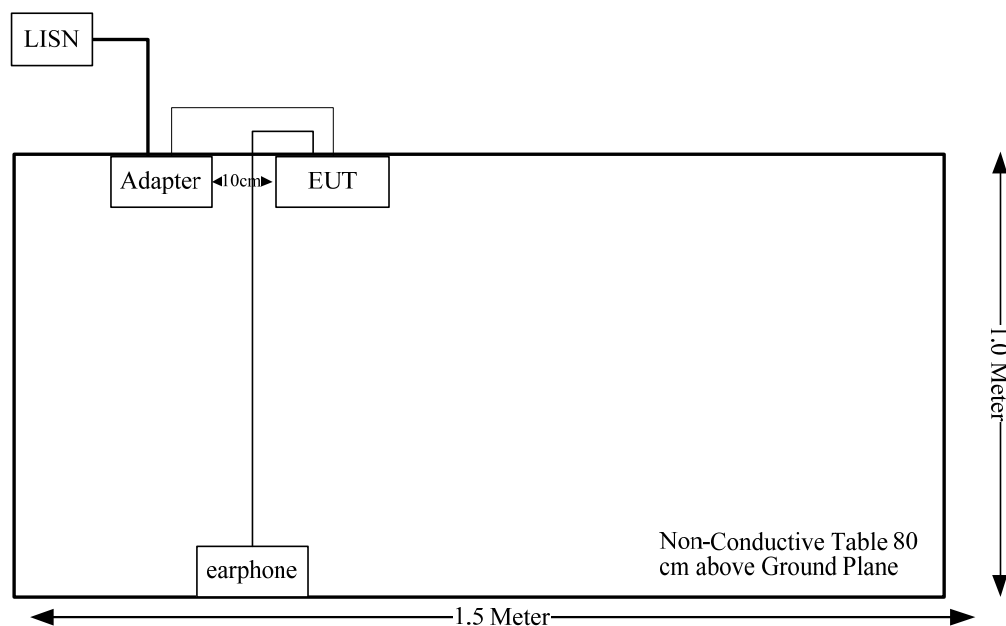 LISN
Adapter
10cm
EUT
1.0 Meter
earphone
Non-Conductive Table 80
cm above Ground Plane
1.5 Meter